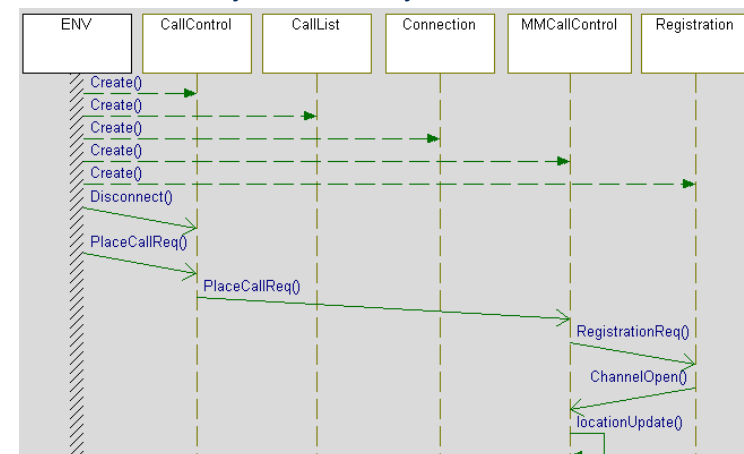 ENV CallControl CallList Connection MMCallControl Registration
Create()
Create()
Create()
Create()
Create()
Disconnect()
PlaceCallReq()
PlaceCallReq()
RegistrationReq()
ChannelOpen()
locationUpdate()